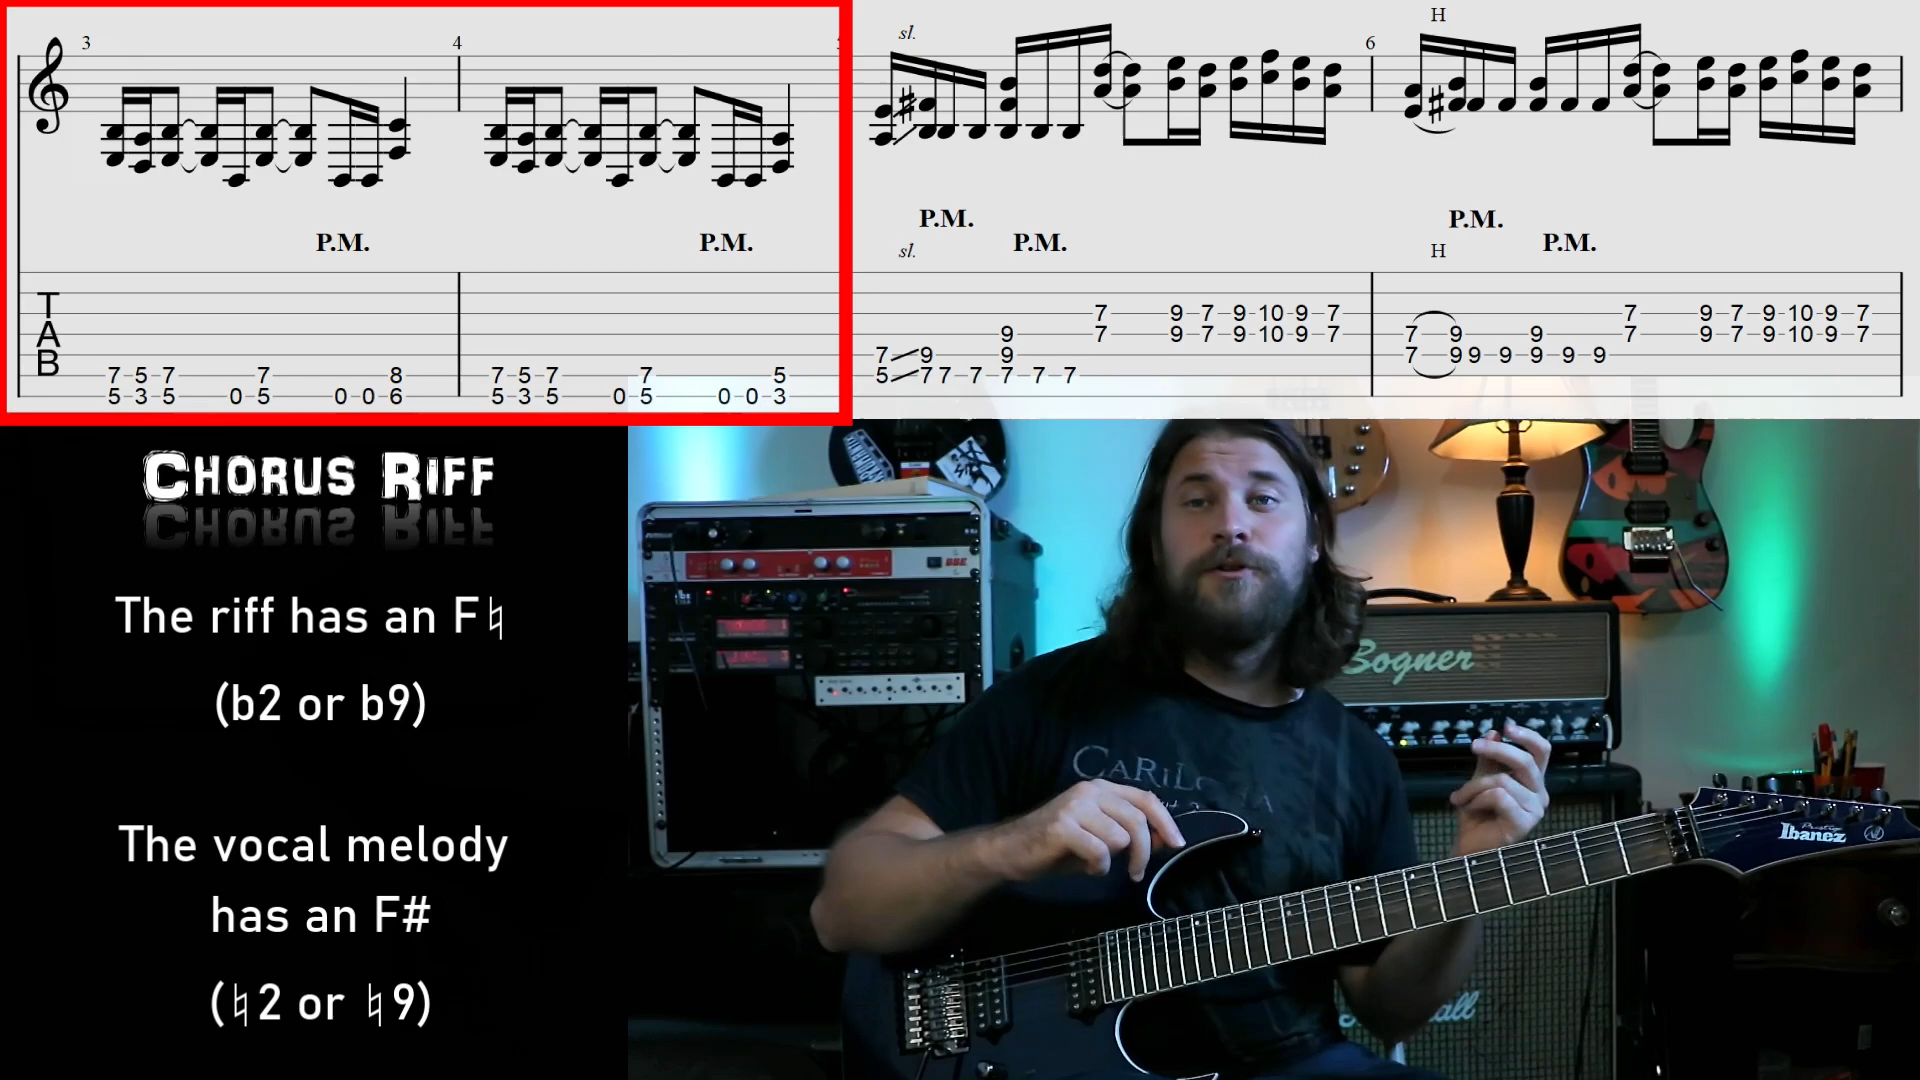 3
4
sl.
6
H
P.M.
P.M.
P.M.
P.M.
P.M.
P.M.
sl.
H
T
A
B
7 5 7 7 8
5 3 5 0 5 0 0 6
7 5 7 7 5
5 3 5 0 5 0 0 3
7 9 7 9 10 9 7
9 7 9 7 9 10 9 7
7 9 9
5 7 7 7 7 7 7
7 9 7 9 10 9 7
7 9 9 7 9 7 9 10 9 7
7 9 9 9 9 9 9
CHORUS RIFF
The riff has an F♮
(b2 or b9)
The vocal melody
has an F#
(♮2 or ♮9)
BBE
Bogner
Prestige
Ibanez